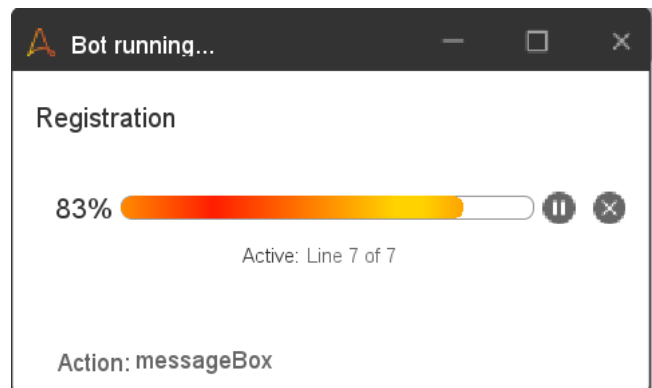 Bot running...
Registration
83%
Active: Line 7 of 7
Action: messageBox